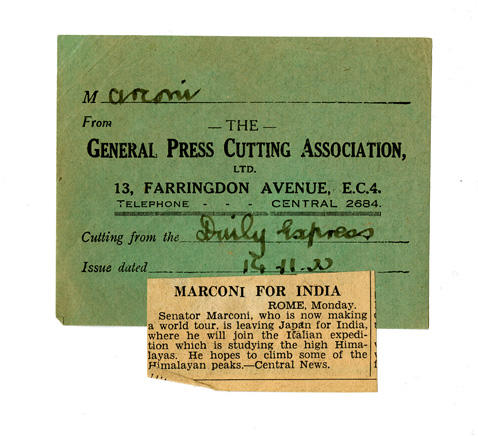 Marconi
From
— THE —
GENERAL PRESS CUTTING ASSOCIATION,
LTD.
13, FARRINGDON AVENUE, E.C.4.
TELEPHONE - - - CENTRAL 2684.
Cutting from the Daily Express
Issue dated 14.11.
MARCONI FOR INDIA
ROME, Monday.
Senator Marconi, who is now making
a world tour, is leaving Japan for India,
where he will join the Italian expedi-
tion which is studying the high Hima-
layas. He hopes to climb some of the
Himalayan peaks.—Central News.